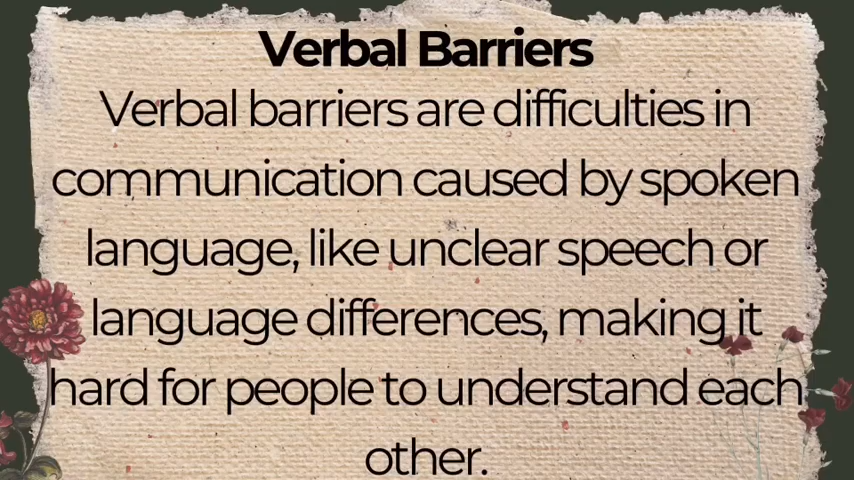 Verbal Barriers
Verbal barriers are difficulties in
communication caused by spoken
language, like unclear speech or
language differences, making it
hard for people to understand each
other.